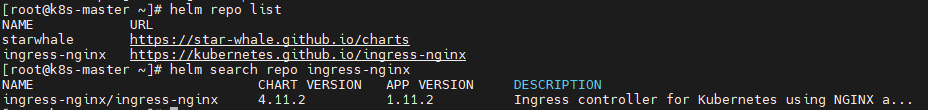 [root@k8s-master ~]# helm repo list
NAME URL
starwhale https://star-whale.github.io/charts
ingress-nginx https://kubernetes.github.io/ingress-nginx
[root@k8s-master ~]# helm search repo ingress-nginx
NAME CHART VERSION APP VERSION DESCRIPTION
ingress-nginx/ingress-nginx 4.11.2 1.11.2 Ingress controller for Kubernetes using NGINX a...